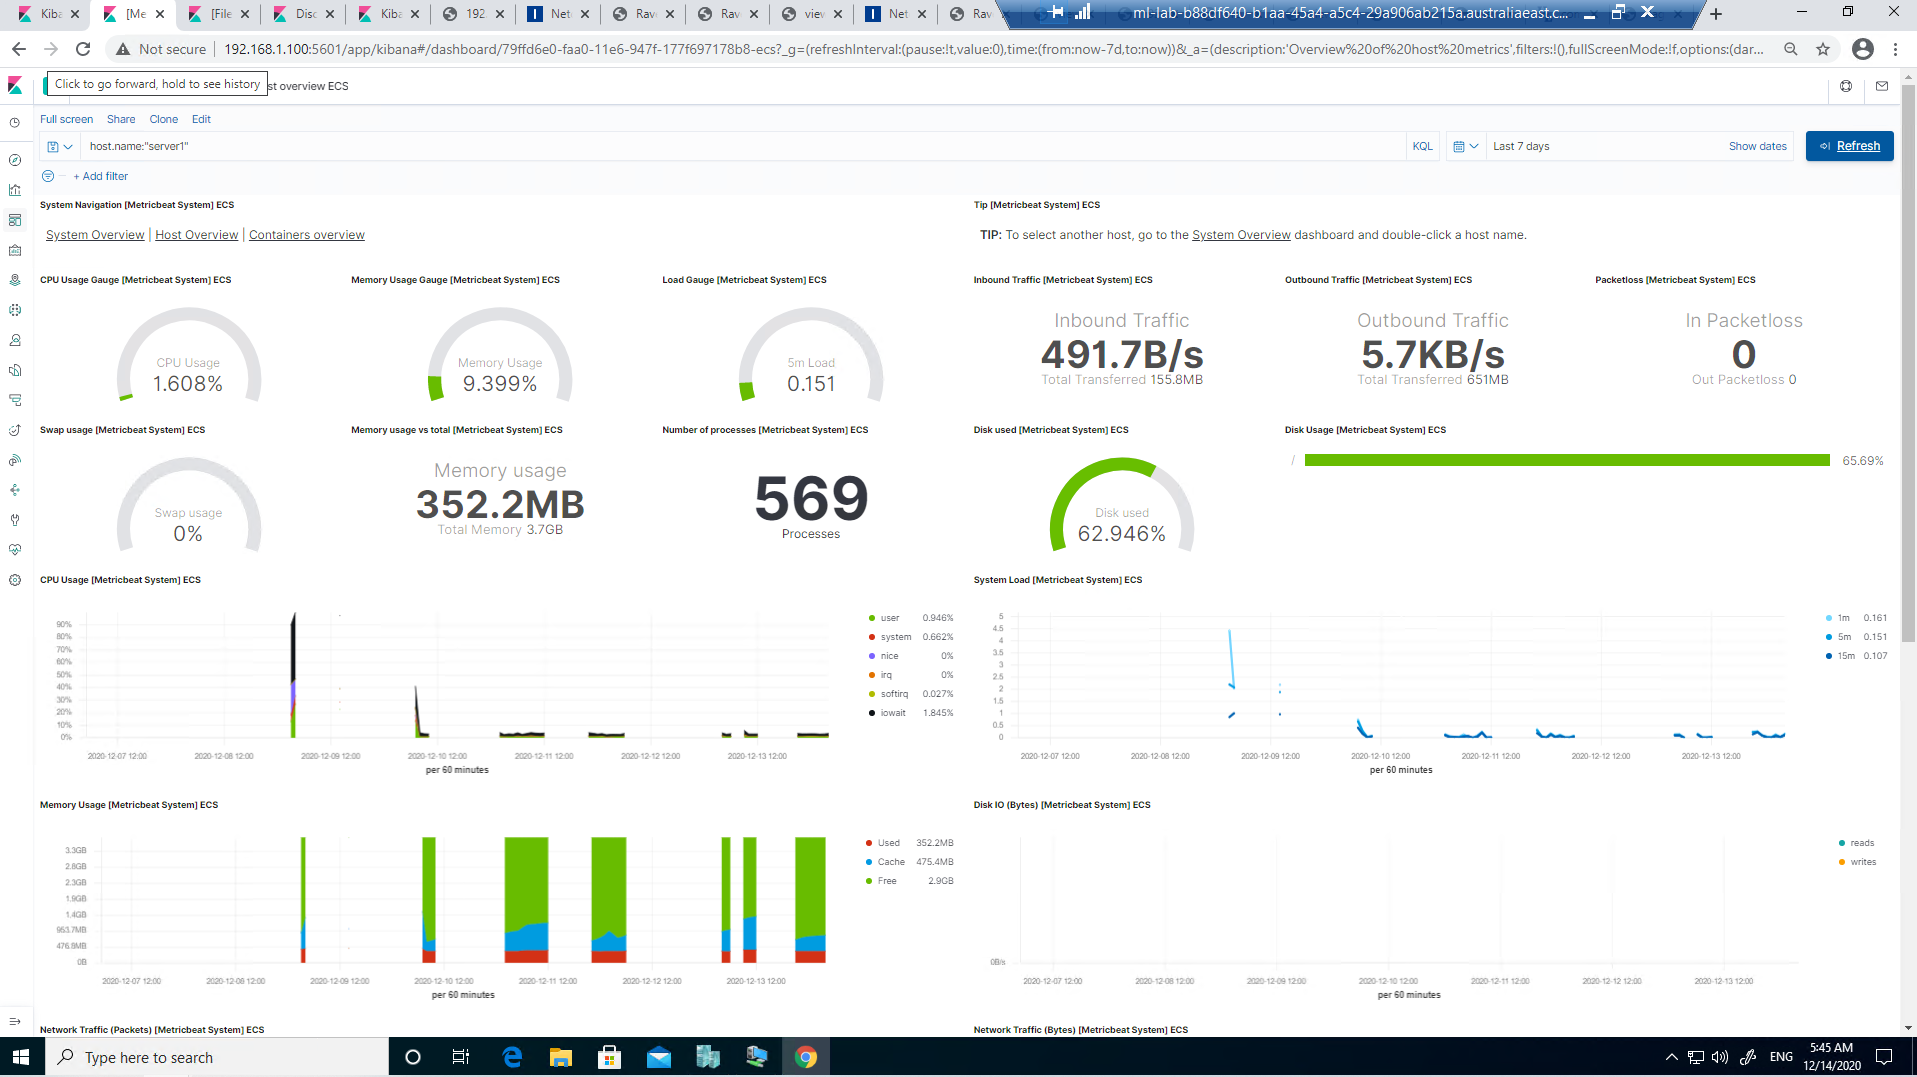 Kiba
[Me
[File
Disc
Kiba
192.
Netw
Rave
Rave
view
Net
Rav
ml-lab-b88df640-b1aa-45a4-a5c4-29a906ab215a.australiaeast.c...
Not secure
192.168.1.100:5601/app/kibana#/dashboard/79ffd6e0-faa0-11e6-947f-177f697178b8-ecs?_g=(refreshInterval:(pause:!t,value:0),time:(from:now-7d,to:now))&_a=(description:'Overview%20of%20host%20metrics',filters:!(),fullScreenMode:!f,options:(dar...
Click to go forward, hold to see history
st overview ECS
Full screen Share Clone Edit
host.name:"server1"
KQL
Last 7 days
Show dates
Refresh
+ Add filter
System Navigation [Metricbeat System] ECS
System Overview | Host Overview | Containers overview
Tip [Metricbeat System] ECS
TIP: To select another host, go to the System Overview dashboard and double-click a host name.
CPU Usage Gauge [Metricbeat System] ECS
CPU Usage
1.608%
Memory Usage Gauge [Metricbeat System] ECS
Memory Usage
9.399%
Load Gauge [Metricbeat System] ECS
5m Load
0.151
Inbound Traffic [Metricbeat System] ECS
Inbound Traffic
491.7B/s
Total Transferred 155.8MB
Outbound Traffic [Metricbeat System] ECS
Outbound Traffic
5.7KB/s
Total Transferred 651MB
Packetloss [Metricbeat System] ECS
In Packetloss
0
Out Packetloss 0
Swap usage [Metricbeat System] ECS
Swap usage
0%
Memory usage vs total [Metricbeat System] ECS
Memory usage
352.2MB
Total Memory 3.7GB
Number of processes [Metricbeat System] ECS
569
Processes
Disk used [Metricbeat System] ECS
Disk used
62.946%
Disk Usage [Metricbeat System] ECS
/
65.69%
CPU Usage [Metricbeat System] ECS
90%
80%
70%
60%
50%
40%
30%
20%
10%
0%
2020-12-07 12:00 2020-12-08 12:00 2020-12-09 12:00 2020-12-10 12:00 2020-12-11 12:00 2020-12-12 12:00 2020-12-13 12:00
per 60 minutes
user 0.946%
system 0.662%
nice 0%
irq 0%
softirq 0.027%
iowait 1.845%
System Load [Metricbeat System] ECS
5
4.5
4
3.5
3
2.5
2
1.5
1
0.5
0
2020-12-07 12:00 2020-12-08 12:00 2020-12-09 12:00 2020-12-10 12:00 2020-12-11 12:00 2020-12-12 12:00 2020-12-13 12:00
per 60 minutes
1m 0.161
5m 0.151
15m 0.107
Memory Usage [Metricbeat System] ECS
3.3GB
2.8GB
2.3GB
1.9GB
1.4GB
953.7MB
476.8MB
0B
2020-12-07 12:00 2020-12-08 12:00 2020-12-09 12:00 2020-12-10 12:00 2020-12-11 12:00 2020-12-12 12:00 2020-12-13 12:00
per 60 minutes
Used 352.2MB
Cache 475.4MB
Free 2.9GB
Disk IO (Bytes) [Metricbeat System] ECS
0B/s
2020-12-07 12:00 2020-12-08 12:00 2020-12-09 12:00 2020-12-10 12:00 2020-12-11 12:00 2020-12-12 12:00 2020-12-13 12:00
per 60 minutes
reads
writes
Network Traffic (Packets) [Metricbeat System] ECS
Network Traffic (Bytes) [Metricbeat System] ECS
Type here to search
ENG
5:45 AM
12/14/2020